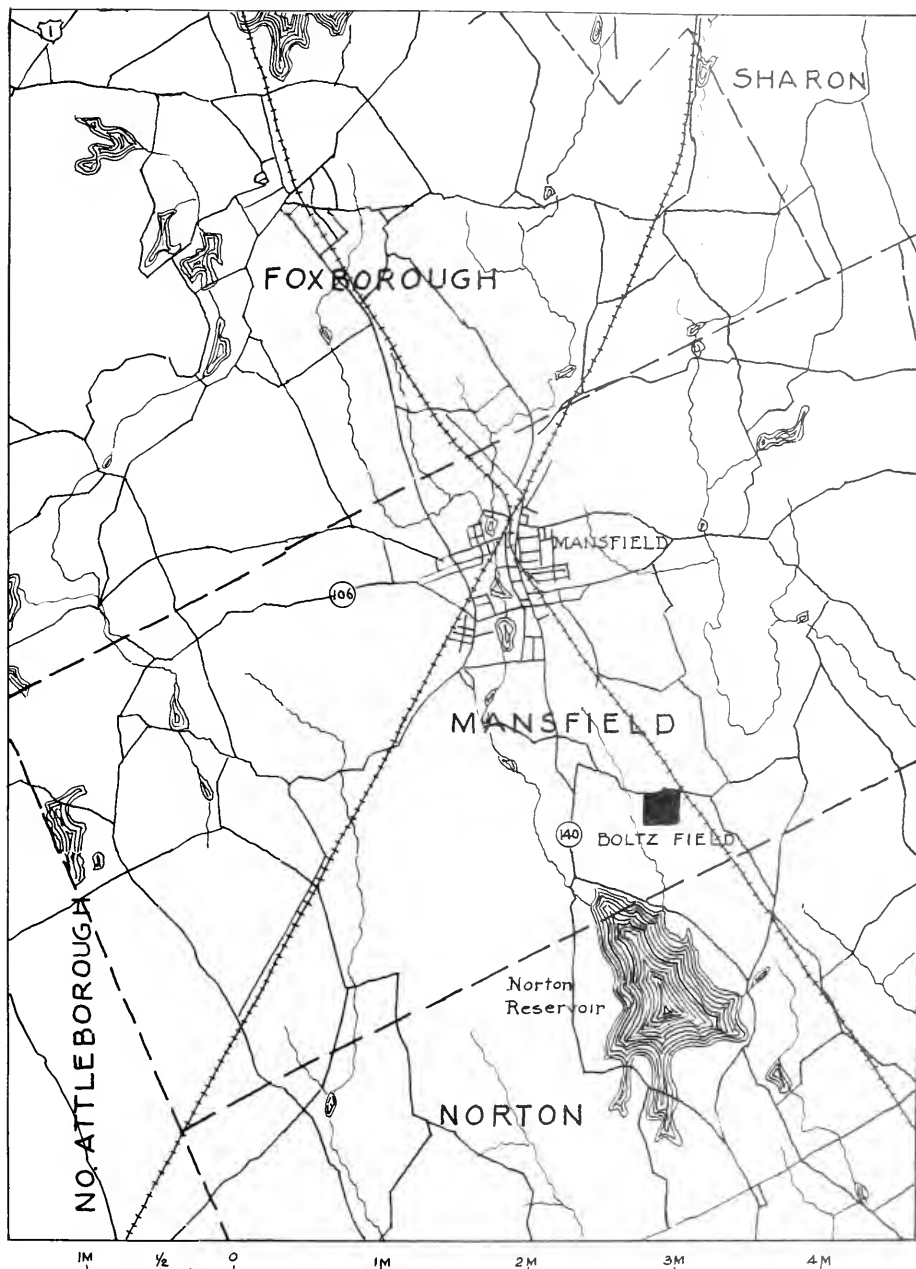 1
SHARON
FOXBOROUGH
MANSFIELD
106
MANSFIELD
140
BOLTZ FIELD
NO. ATTLEBOROUGH
Norton
Reservoir
NORTON
1M ½ 0 1M 2M 3M 4M